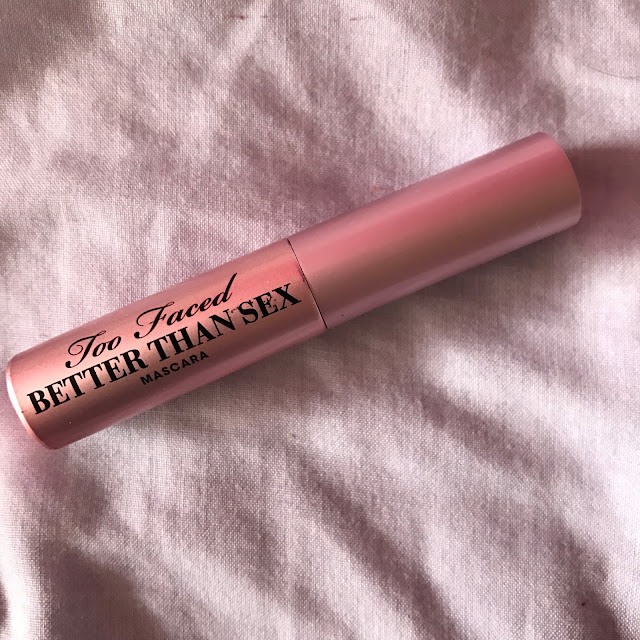 Too Faced
BETTER THAN SEX
MASCARA